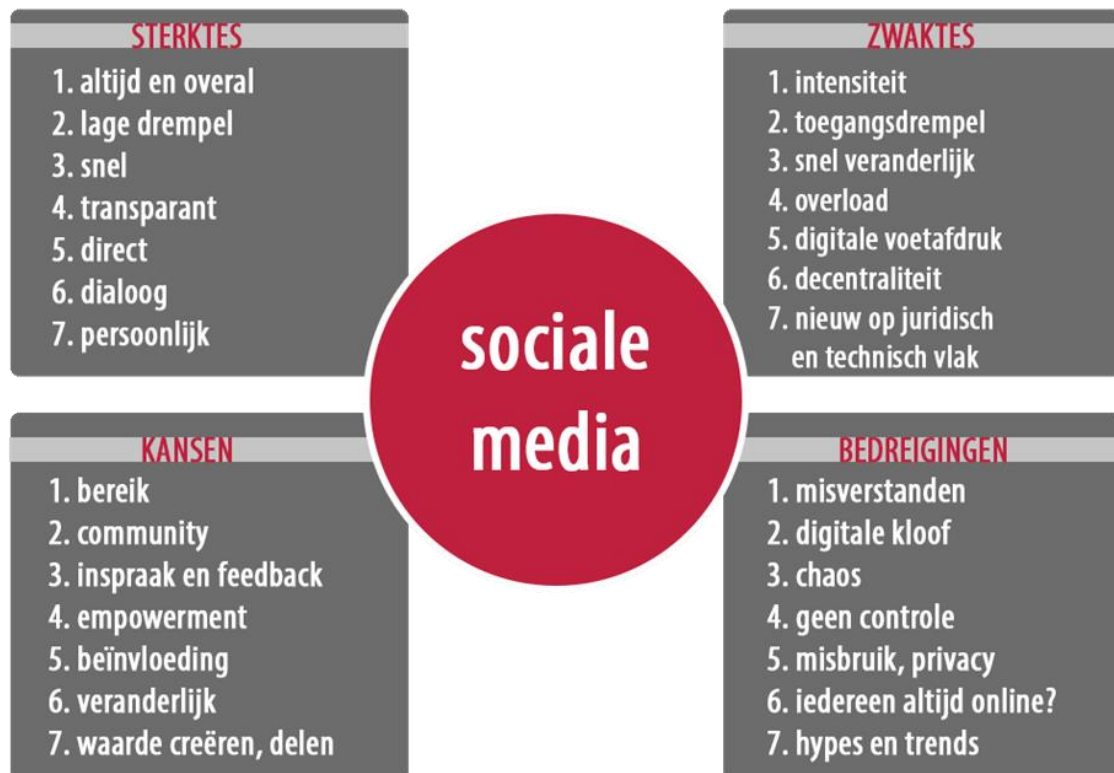 STERKTES
1. altijd en overal
2. lage drempel
3. snel
4. transparant
5. direct
6. dialoog
7. persoonlijk
ZWAKTES
1. intensiteit
2. toegangsdrempel
3. snel veranderlijk
4. overload
5. digitale voetafdruk
6. decentraliteit
7. nieuw op juridisch
en technisch vlak
sociale
media
KANSEN
1. bereik
2. community
3. inspraak en feedback
4. empowerment
5. beïnvloeding
6. veranderlijk
7. waarde creëren, delen
BEDREIGINGEN
1. misverstanden
2. digitale kloof
3. chaos
4. geen controle
5. misbruik, privacy
6. iedereen altijd online?
7. hypes en trends